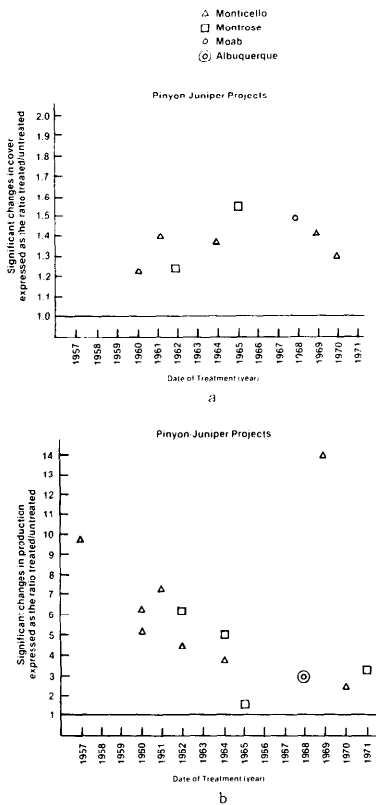 Monticello
Montrose
Moab
Albuquerque
Pinyon Juniper Projects
Significant changes in cover
expressed as the ratio treated/untreated
2.0
1.9
1.8
1.7
1.6
1.5
1.4
1.3
1.2
1.1
1.0
1957 1958 1959 1960 1961 1962 1963 1964 1965 1966 1967 1968 1969 1970 1971
Date of Treatment (year)
a
Pinyon-Juniper Projects
Significant changes in production
expressed as the ratio treated/untreated
14
13
12
11
10
9
8
7
6
5
4
3
2
1
1957 1958 1959 1960 1961 1962 1963 1964 1965 1966 1967 1968 1969 1970 1971
Date of Treatment (year)
b